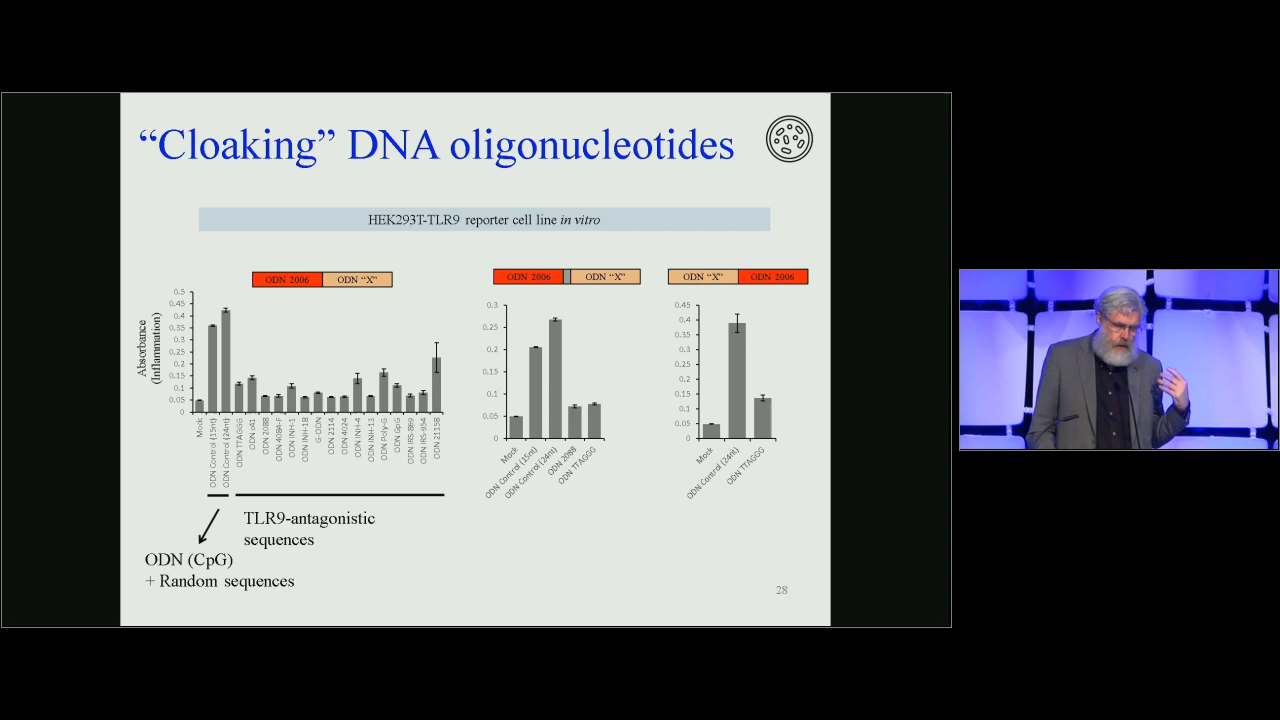 “Cloaking” DNA oligonucleotides
HEK293T-TLR9 reporter cell line in vitro
ODN 2006 ODN “X”
ODN 2006 ODN “X”
ODN “X” ODN 2006
Absorbance
(Inflammation)
0.5
0.45
0.4
0.35
0.3
0.25
0.2
0.15
0.1
0.05
0
Mock
ODN Control (15nt)
ODN Control (24nt)
ODN TTAGGG
ODN 2088
ODN 4084-F
ODN INH-1
ODN INH-18
G-ODN
ODN 2114
ODN 4024
ODN INH-4
ODN INH-13
ODN Poly-G
ODN GpG
ODN IRS-869
ODN IRS-954
ODN 21158
0.3
0.25
0.2
0.15
0.1
0.05
0
Mock
ODN Control (15nt)
ODN Control (24nt)
ODN 2088
ODN TTAGGG
0.45
0.4
0.35
0.3
0.25
0.2
0.15
0.1
0.05
0
Mock
ODN Control (24nt)
ODN TTAGGG
TLR9-antagonistic
sequences
ODN (CpG)
+ Random sequences
28